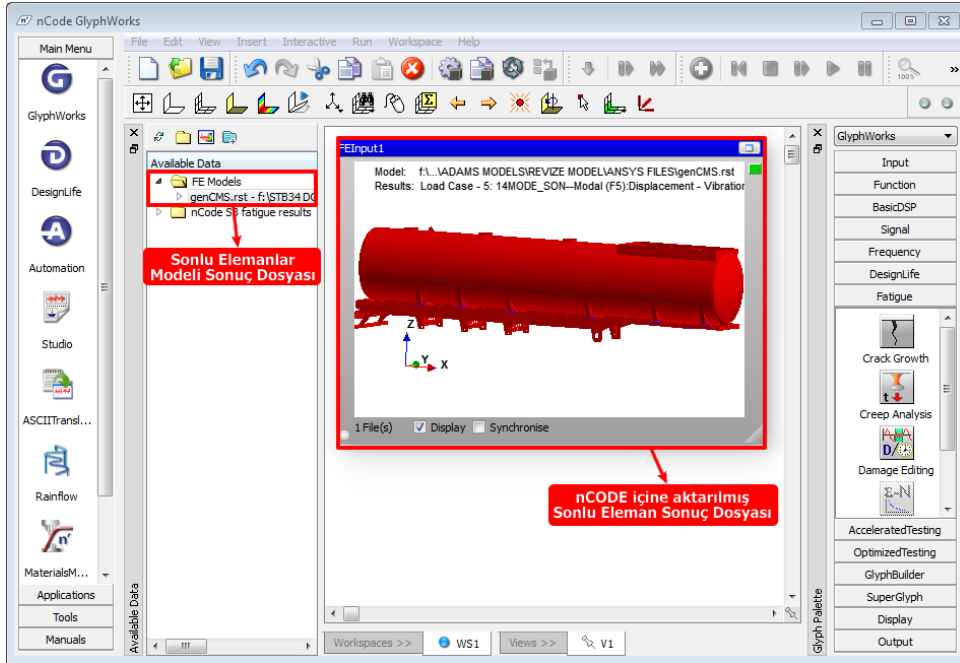 nCode GlyphWorks
Main Menu
GlyphWorks
DesignLife
Automation
Studio
ASCIITransl...
Rainflow
MaterialsM...
Applications
Tools
Manuals
File Edit View Insert Interactive Run Workspace Help
100%
»
Available Data
FE Models
genCMS.rst - f:\STB34 DO
nCode S3 fatigue results
Sonlu Elemanlar
Modeli Sonuç Dosyası
Available Data
FEInput1
Model: f:\...\ADAMS MODELS\REVIZE MODEL\ANSYS FILES\genCMS.rst
Results: Load Case - 5: 14MODE_SON--Modal (F5):Displacement - Vibration
Z
Y
X
1 File(s) Display Synchronise
nCODE içine aktarılmış
Sonlu Eleman Sonuç Dosyası
Workspaces >> WS1 Views >> V1
Glyph Palette
GlyphWorks
Input
Function
BasicDSP
Signal
Frequency
DesignLife
Fatigue
Crack Growth
Creep Analysis
D/
Damage Editing
ε-N
AcceleratedTesting
OptimizedTesting
GlyphBuilder
SuperGlyph
Display
Output